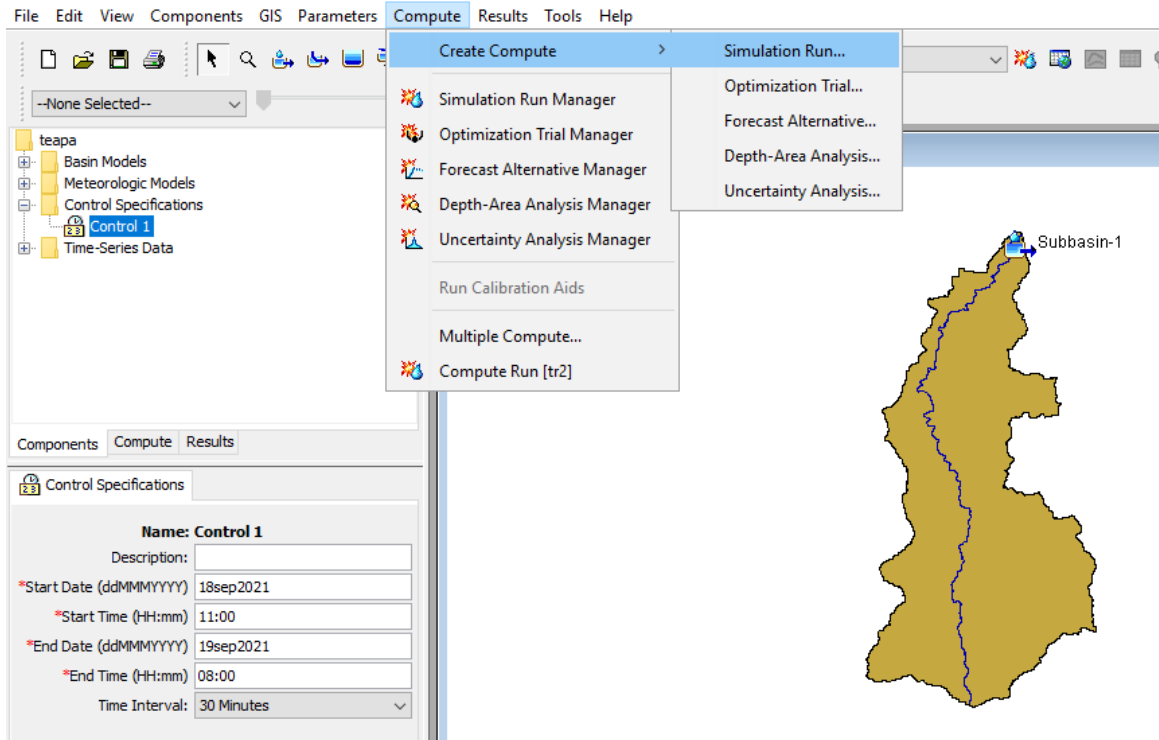 File Edit View Components GIS Parameters Compute Results Tools Help
Create Compute
Simulation Run...
Optimization Trial...
Forecast Alternative...
Depth-Area Analysis...
Uncertainty Analysis...
Simulation Run Manager
Optimization Trial Manager
Forecast Alternative Manager
Depth-Area Analysis Manager
Uncertainty Analysis Manager
Run Calibration Aids
Multiple Compute...
Compute Run [tr2]
--None Selected--
teapa
Basin Models
Meteorologic Models
Control Specifications
Control 1
Time-Series Data
Components Compute Results
Control Specifications
Name: Control 1
Description:
*Start Date (ddMMMYYYY) 18sep2021
*Start Time (HH:mm) 11:00
*End Date (ddMMMYYYY) 19sep2021
*End Time (HH:mm) 08:00
Time Interval: 30 Minutes
Subbasin-1